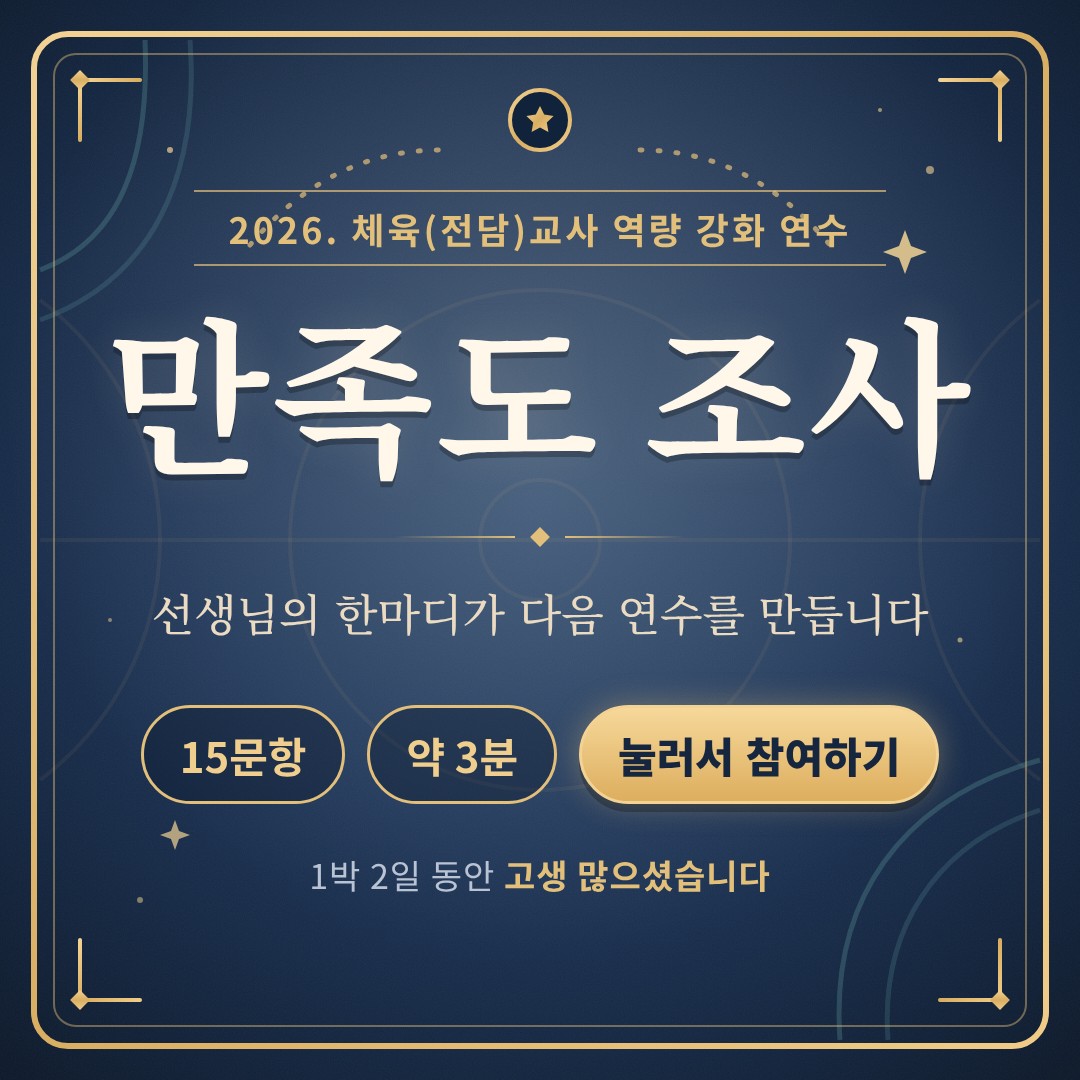 2026. 체육(전담)교사 역량 강화 연수
만족도 조사
선생님의 한마디가 다음 연수를 만듭니다
15문항 약 3분 눌러서 참여하기
1박 2일 동안 고생 많으셨습니다